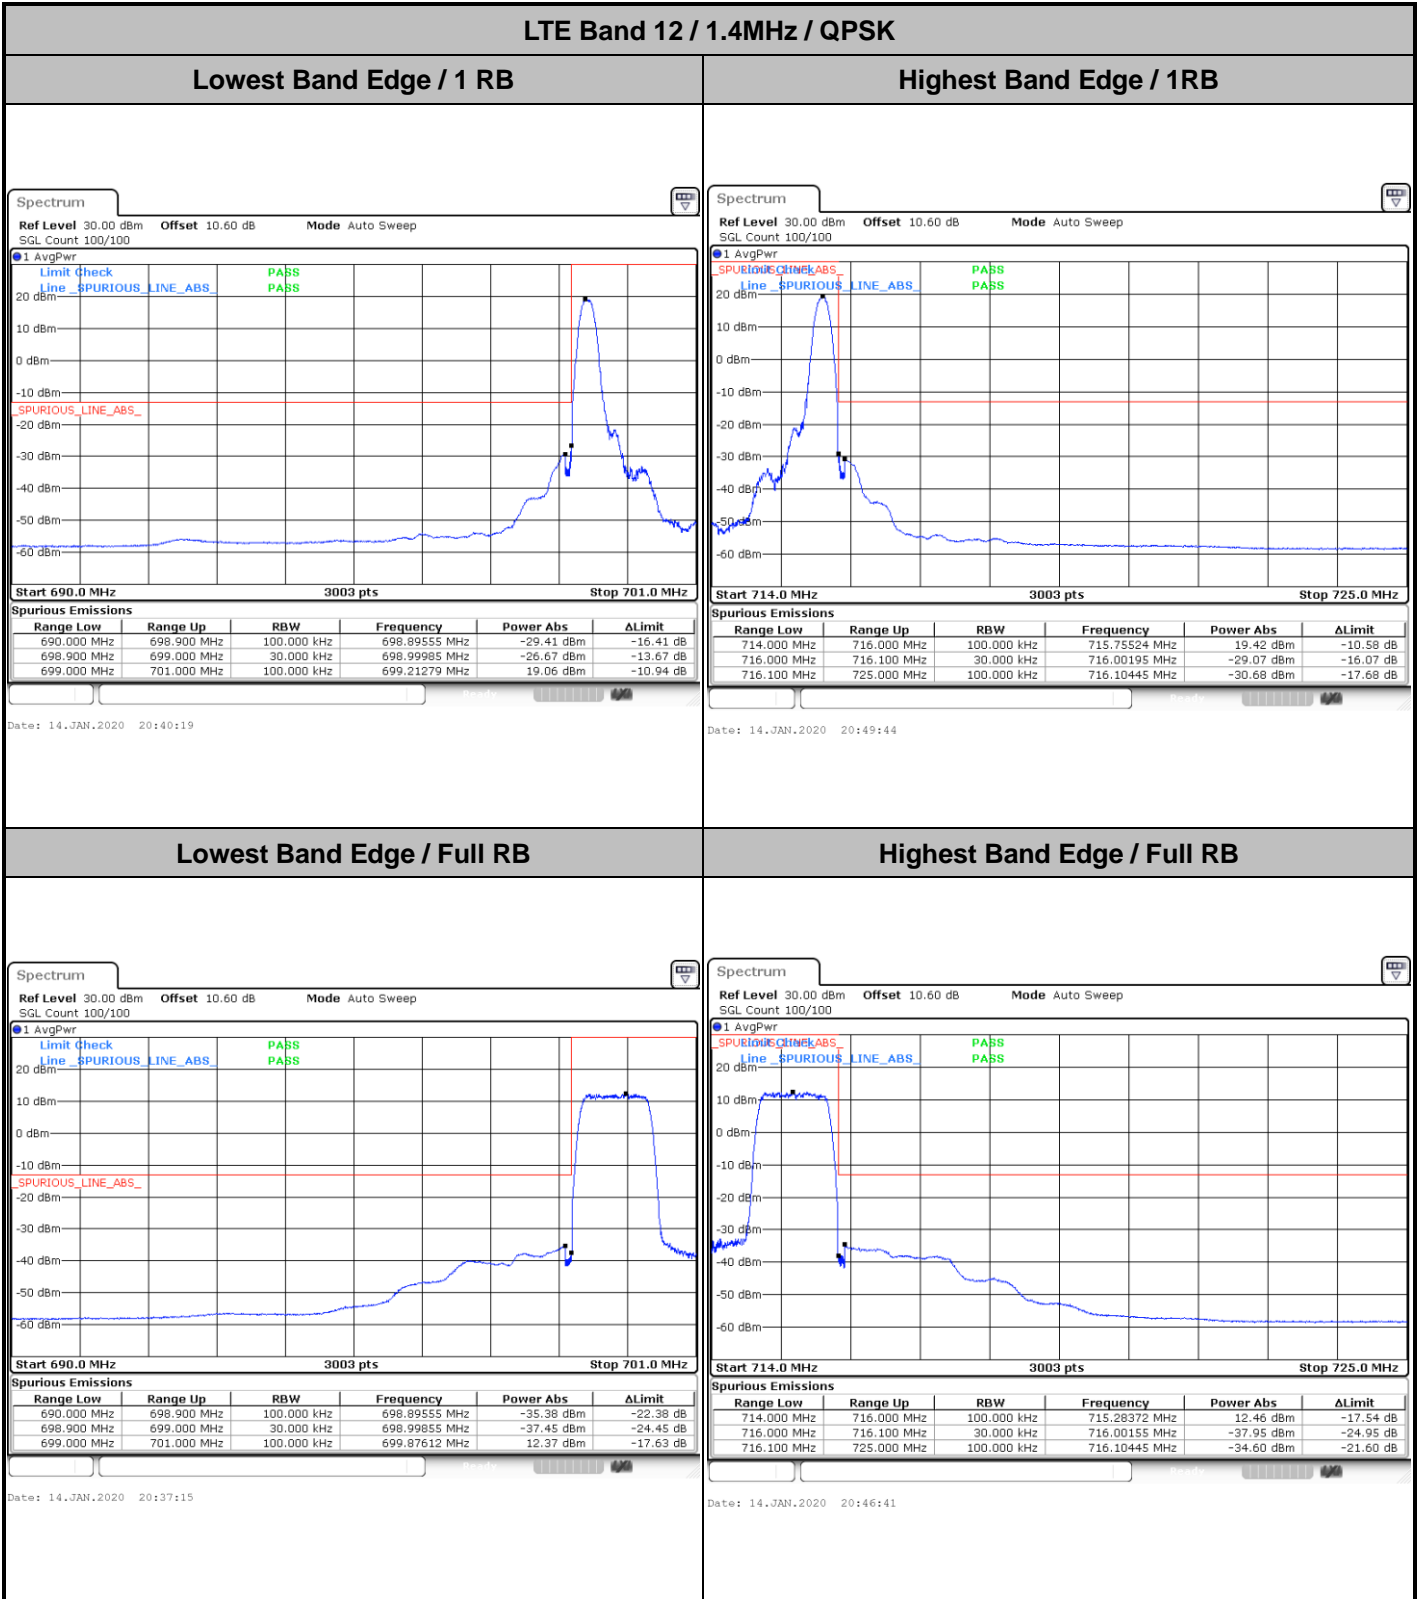 LTE Band 12 / 1.4MHz / QPSK
Lowest Band Edge / 1 RB
Highest Band Edge / 1RB
Spectrum
Ref Level 30.00 dBm Offset 10.60 dB Mode Auto Sweep
SGL Count 100/100
1 AvgPwr
Limit Check PASS
Line _SPURIOUS_LINE_ABS_ PASS
20 dBm
10 dBm
0 dBm
-10 dBm
_SPURIOUS_LINE_ABS_
-20 dBm
-30 dBm
-40 dBm
-50 dBm
-60 dBm
Start 690.0 MHz 3003 pts Stop 701.0 MHz
Spurious Emissions
Range Low Range Up RBW Frequency Power Abs ΔLimit
690.000 MHz 698.900 MHz 100.000 kHz 698.89555 MHz -29.41 dBm -16.41 dB
698.900 MHz 699.000 MHz 30.000 kHz 698.99985 MHz -26.67 dBm -13.67 dB
699.000 MHz 701.000 MHz 100.000 kHz 699.21279 MHz 19.06 dBm -10.94 dB
Ready
Date: 14.JAN.2020 20:40:19
Spectrum
Ref Level 30.00 dBm Offset 10.60 dB Mode Auto Sweep
SGL Count 100/100
1 AvgPwr
_SPURIOUS_LINE_ABS_
Limit Check PASS
Line _SPURIOUS_LINE_ABS_ PASS
20 dBm
10 dBm
0 dBm
-10 dBm
-20 dBm
-30 dBm
-40 dBm
-50 dBm
-60 dBm
Start 714.0 MHz 3003 pts Stop 725.0 MHz
Spurious Emissions
Range Low Range Up RBW Frequency Power Abs ΔLimit
714.000 MHz 716.000 MHz 100.000 kHz 715.75524 MHz 19.42 dBm -10.58 dB
716.000 MHz 716.100 MHz 30.000 kHz 716.00195 MHz -29.07 dBm -16.07 dB
716.100 MHz 725.000 MHz 100.000 kHz 716.10445 MHz -30.68 dBm -17.68 dB
Ready
Date: 14.JAN.2020 20:49:44
Lowest Band Edge / Full RB
Highest Band Edge / Full RB
Spectrum
Ref Level 30.00 dBm Offset 10.60 dB Mode Auto Sweep
SGL Count 100/100
1 AvgPwr
Limit Check PASS
Line _SPURIOUS_LINE_ABS_ PASS
20 dBm
10 dBm
0 dBm
-10 dBm
_SPURIOUS_LINE_ABS_
-20 dBm
-30 dBm
-40 dBm
-50 dBm
-60 dBm
Start 690.0 MHz 3003 pts Stop 701.0 MHz
Spurious Emissions
Range Low Range Up RBW Frequency Power Abs ΔLimit
690.000 MHz 698.900 MHz 100.000 kHz 698.89555 MHz -35.38 dBm -22.38 dB
698.900 MHz 699.000 MHz 30.000 kHz 698.99855 MHz -37.45 dBm -24.45 dB
699.000 MHz 701.000 MHz 100.000 kHz 699.87612 MHz 12.37 dBm -17.63 dB
Ready
Date: 14.JAN.2020 20:37:15
Spectrum
Ref Level 30.00 dBm Offset 10.60 dB Mode Auto Sweep
SGL Count 100/100
1 AvgPwr
_SPURIOUS_LINE_ABS_
Limit Check PASS
Line _SPURIOUS_LINE_ABS_ PASS
20 dBm
10 dBm
0 dBm
-10 dBm
-20 dBm
-30 dBm
-40 dBm
-50 dBm
-60 dBm
Start 714.0 MHz 3003 pts Stop 725.0 MHz
Spurious Emissions
Range Low Range Up RBW Frequency Power Abs ΔLimit
714.000 MHz 716.000 MHz 100.000 kHz 715.28372 MHz 12.46 dBm -17.54 dB
716.000 MHz 716.100 MHz 30.000 kHz 716.00155 MHz -37.95 dBm -24.95 dB
716.100 MHz 725.000 MHz 100.000 kHz 716.10445 MHz -34.60 dBm -21.60 dB
Ready
Date: 14.JAN.2020 20:46:41